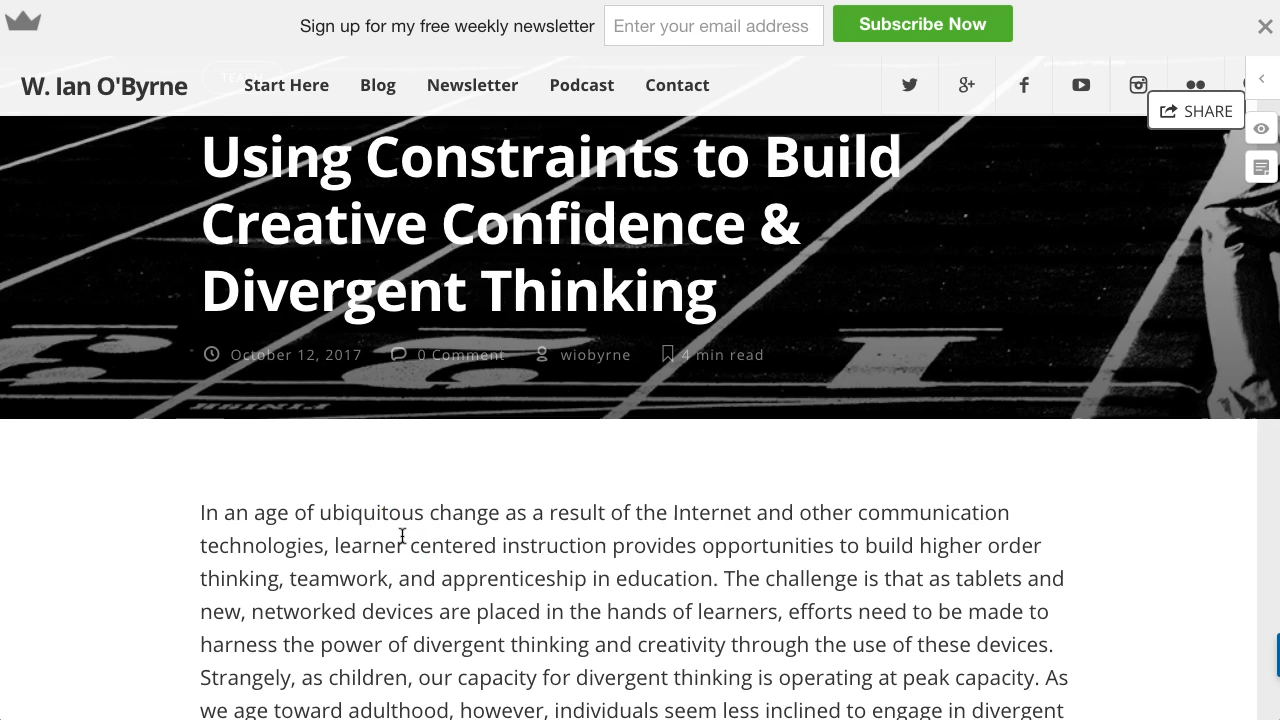 Sign up for my free weekly newsletter
Enter your email address
Subscribe Now
W. Ian O'Byrne
Start Here
Blog
Newsletter
Podcast
Contact
SHARE
Using Constraints to Build
Creative Confidence &
Divergent Thinking
October 12, 2017
0 Comment
wiobyrne
4 min read
FINISH
In an age of ubiquitous change as a result of the Internet and other communication
technologies, learner centered instruction provides opportunities to build higher order
thinking, teamwork, and apprenticeship in education. The challenge is that as tablets and
new, networked devices are placed in the hands of learners, efforts need to be made to
harness the power of divergent thinking and creativity through the use of these devices.
Strangely, as children, our capacity for divergent thinking is operating at peak capacity. As
we age toward adulthood, however, individuals seem less inclined to engage in divergent